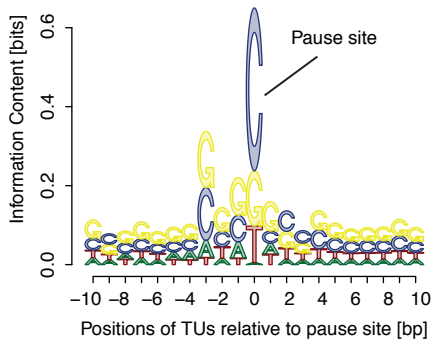 Information Content [bits]
0.6
0.4
0.2
0.0
Pause site
−10 −8 −6 −4 −2 0 2 4 6 8 10
Positions of TUs relative to pause site [bp]